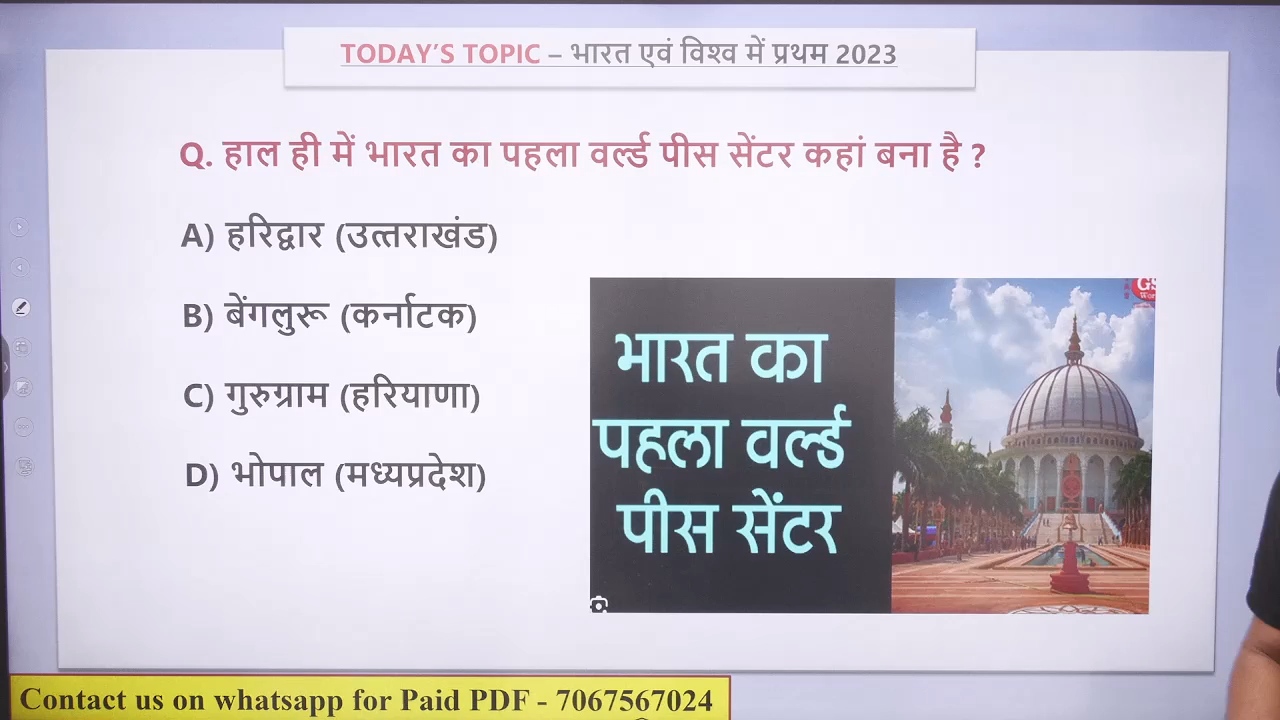 TODAY'S TOPIC – भारत एवं विश्व में प्रथम 2023
Q. हाल ही में भारत का पहला वर्ल्ड पीस सेंटर कहां बना है ?
A) हरिद्वार (उत्तराखंड)
B) बेंगलुरू (कर्नाटक)
C) गुरुग्राम (हरियाणा)
D) भोपाल (मध्यप्रदेश)
भारत का
पहला वर्ल्ड
पीस सेंटर
Contact us on whatsapp for Paid PDF - 7067567024